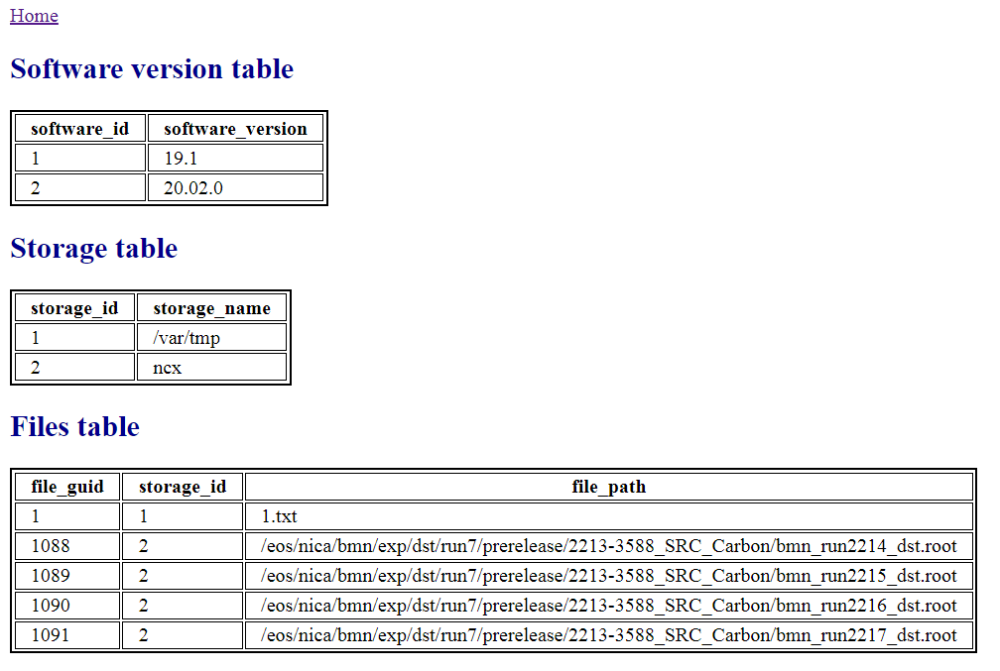 Home
Software version table
software_id software_version
1 19.1
2 20.02.0
Storage table
storage_id storage_name
1 /var/tmp
2 ncx
Files table
file_guid storage_id file_path
1 1 1.txt
1088 2 /eos/nica/bmn/exp/dst/run7/prerelease/2213-3588_SRC_Carbon/bmn_run2214_dst.root
1089 2 /eos/nica/bmn/exp/dst/run7/prerelease/2213-3588_SRC_Carbon/bmn_run2215_dst.root
1090 2 /eos/nica/bmn/exp/dst/run7/prerelease/2213-3588_SRC_Carbon/bmn_run2216_dst.root
1091 2 /eos/nica/bmn/exp/dst/run7/prerelease/2213-3588_SRC_Carbon/bmn_run2217_dst.root